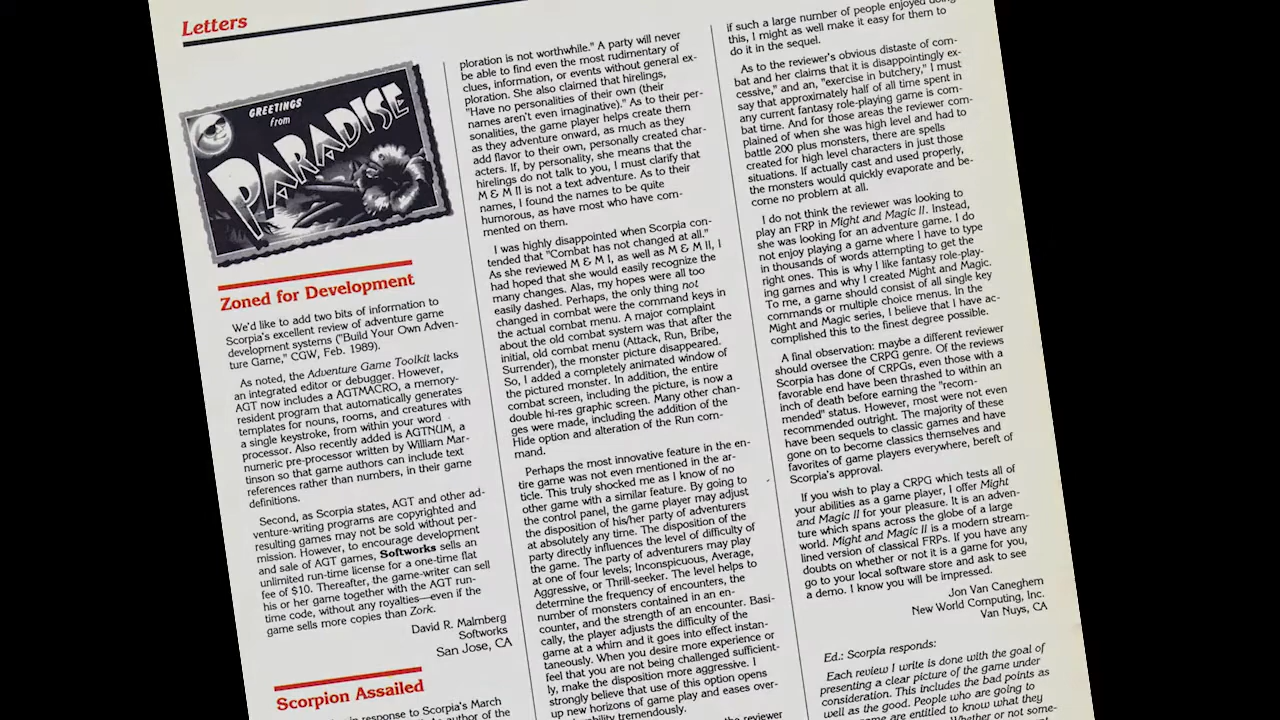 Letters
GREETINGS
from
PARADISE
Zoned for Development
We'd like to add two bits of information to
Scorpia's excellent review of adventure game
development systems ("Build Your Own Adven-
ture Game," CGW, Feb. 1989).
As noted, the Adventure Game Toolkit lacks
an integrated editor or debugger. However,
AGT now includes a AGTMACRO, a memory-
resident program that automatically generates
templates for nouns, rooms, and creatures with
a single keystroke, from within your word
processor. Also recently added is AGTNUM, a
numeric pre-processor written by William Mar-
tinson so that game authors can include text
references rather than numbers, in their game
definitions.
Second, as Scorpia states, AGT and other ad-
venture-writing programs are copyrighted and
resulting games may not be sold without per-
mission. However, to encourage development
and sale of AGT games, Softworks sells an
unlimited run-time license for a one-time flat
fee of $10. Thereafter, the game-writer can sell
his or her game together with the AGT run-
time code, without any royalties—even if the
game sells more copies than Zork.
David R. Malmberg
Softworks
San Jose, CA
Scorpion Assailed
in response to Scorpia's March
author of the
ploration is not worthwhile." A party will never
be able to find even the most rudimentary of
clues, information, or events without general ex-
ploration. She also claimed that hirelings,
"Have no personalities of their own (their
names aren't even imaginative)." As to their per-
sonalities, the game player helps create them
as they adventure onward, as much as they
add flavor to their own, personally created char-
acters. If, by personality, she means that the
hirelings do not talk to you, I must clarify that
M & M II is not a text adventure. As to their
names, I found the names to be quite
humorous, as have most who have com-
mented on them.
I was highly disappointed when Scorpia con-
tended that "Combat has not changed at all."
As she reviewed M & M I, as well as M & M II, I
had hoped that she would easily recognize the
many changes. Alas, my hopes were all too
easily dashed. Perhaps, the only thing not
changed in combat were the command keys in
the actual combat menu. A major complaint
about the old combat system was that after the
initial, old combat menu (Attack, Run, Bribe,
Surrender), the monster picture disappeared.
So, I added a completely animated window of
the pictured monster. In addition, the entire
combat screen, including the picture, is now a
double hi-res graphic screen. Many other chan-
ges were made, including the addition of the
Hide option and alteration of the Run com-
mand.
Perhaps the most innovative feature in the en-
tire game was not even mentioned in the ar-
ticle. This truly shocked me as I know of no
other game with a similar feature. By going to
the control panel, the game player may adjust
the disposition of his/her party of adventurers
at absolutely any time. The disposition of the
party directly influences the level of difficulty of
the game. The party of adventurers may play
at one of four levels; Inconspicuous, Average,
Aggressive, or Thrill-seeker. The level helps to
determine the frequency of encounters, the
number of monsters contained in an en-
counter, and the strength of an encounter. Basi-
cally, the player adjusts the difficulty of the
game at a whim and it goes into effect instan-
taneously. When you desire more experience or
feel that you are not being challenged sufficient-
ly, make the disposition more aggressive. I
strongly believe that use of this option opens
up new horizons of game play and eases over-
tremendously.
the reviewer
if such a large number of people enjoyed doing
this, I might as well make it easy for them to
do it in the sequel.
As to the reviewer's obvious distaste of com-
bat and her claims that it is disappointingly ex-
cessive," and an, "exercise in butchery," I must
say that approximately half of all time spent in
any current fantasy role-playing game is com-
bat time. And for those areas the reviewer com-
plained of when she was high level and had to
battle 200 plus monsters, there are spells
created for high level characters in just those
situations. If actually cast and used properly,
the monsters would quickly evaporate and be-
come no problem at all.
I do not think the reviewer was looking to
play an FRP in Might and Magic II. Instead,
she was looking for an adventure game. I do
not enjoy playing a game where I have to type
in thousands of words attempting to get the
right ones. This is why I like fantasy role-play-
ing games and why I created Might and Magic.
To me, a game should consist of all single key
commands or multiple choice menus. In the
Might and Magic series, I believe that I have ac-
complished this to the finest degree possible.
A final observation: maybe a different reviewer
should oversee the CRPG genre. Of the reviews
Scorpia has done of CRPGs, even those with a
favorable end have been thrashed to within an
inch of death before earning the "recom-
mended" status. However, most were not even
recommended outright. The majority of these
have been sequels to classic games and have
gone on to become classics themselves and
favorites of game players everywhere, bereft of
Scorpia's approval.
If you wish to play a CRPG which tests all of
your abilities as a game player, I offer Might
and Magic II for your pleasure. It is an adven-
ture which spans across the globe of a large
world. Might and Magic II is a modern stream-
lined version of classical FRPs. If you have any
doubts on whether or not it is a game for you,
go to your local software store and ask to see
a demo. I know you will be impressed.
Jon Van Caneghem
New World Computing, Inc.
Van Nuys, CA
Ed.: Scorpia responds:
Each review I write is done with the goal of
presenting a clear picture of the game under
consideration. This includes the bad points as
well as the good. People who are going to
game are entitled to know what they
Whether or not some-